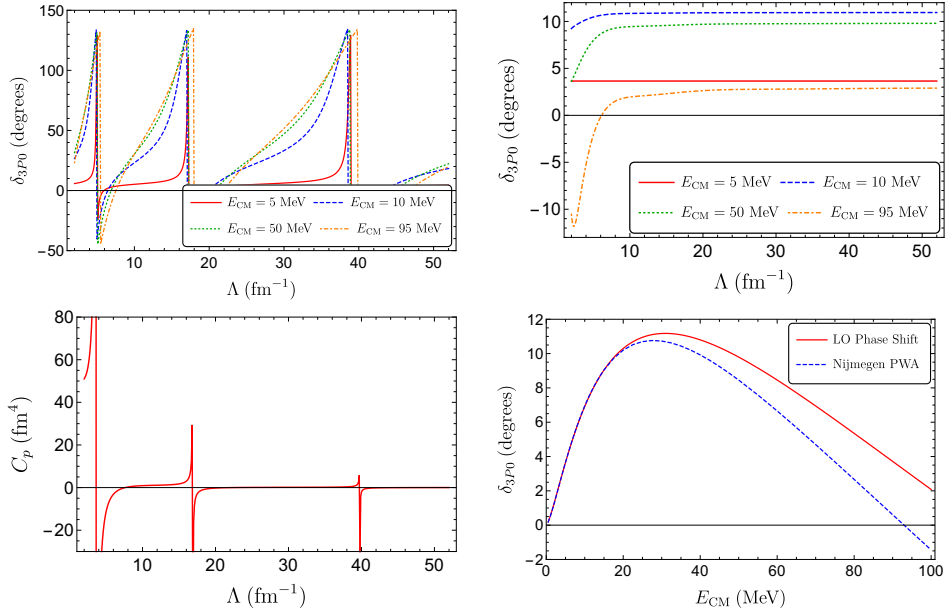 150
100
50
0
−50
δ3P0 (degrees)
ECM = 5 MeV ECM = 10 MeV
ECM = 50 MeV ECM = 95 MeV
10 20 30 40 50
Λ (fm−1)
10
5
0
−5
−10
δ3P0 (degrees)
ECM = 5 MeV ECM = 10 MeV
ECM = 50 MeV ECM = 95 MeV
10 20 30 40 50
Λ (fm−1)
80
60
40
20
0
−20
Cp (fm4)
10 20 30 40 50
Λ (fm−1)
12
10
8
6
4
2
0
−2
δ3P0 (degrees)
LO Phase Shift
Nijmegen PWA
0 20 40 60 80 100
ECM (MeV)